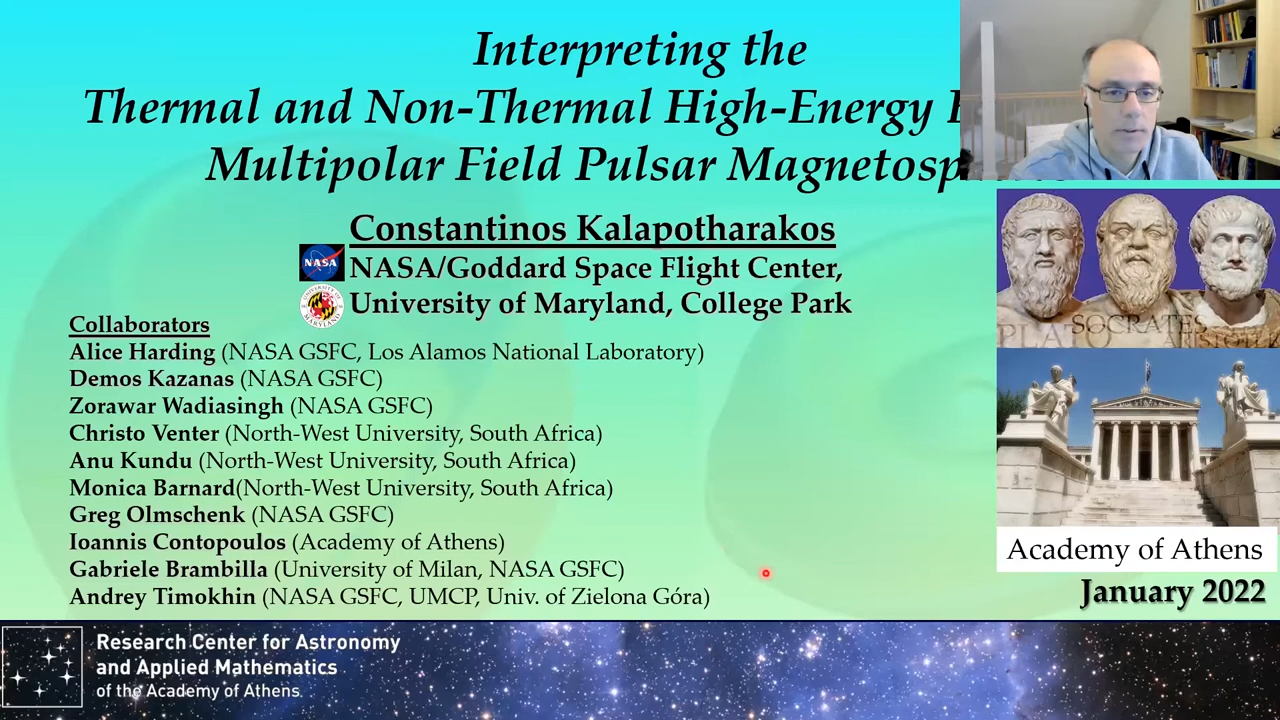 Interpreting the
Thermal and Non-Thermal High-Energy
Multipolar Field Pulsar
Constantinos Kalapotharakos
NASA
NASA/Goddard Space Flight Center,
University of Maryland, College Park
Collaborators
Alice Harding (NASA GSFC, Los Alamos National Laboratory)
Demos Kazanas (NASA GSFC)
Zorawar Wadiasingh (NASA GSFC)
Christo Venter (North-West University, South Africa)
Anu Kundu (North-West University, South Africa)
Monica Barnard(North-West University, South Africa)
Greg Olmschenk (NASA GSFC)
Ioannis Contopoulos (Academy of Athens)
Gabriele Brambilla (University of Milan, NASA GSFC)
Andrey Timokhin (NASA GSFC, UMCP, Univ. of Zielona Góra)
PLATO
SOCRATES
Academy of Athens
January 2022
Research Center for Astronomy
and Applied Mathematics
of the Academy of Athens